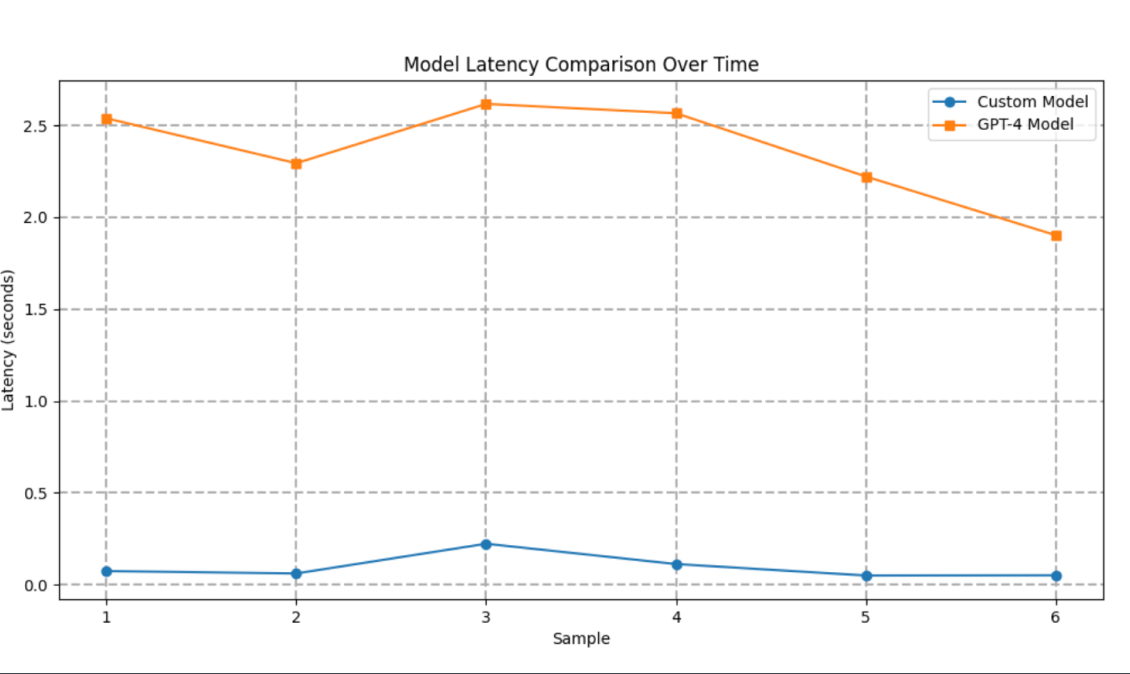 Model Latency Comparison Over Time
Custom Model
GPT-4 Model
2.5
2.0
1.5
1.0
0.5
0.0
Latency (seconds)
1 2 3 4 5 6
Sample